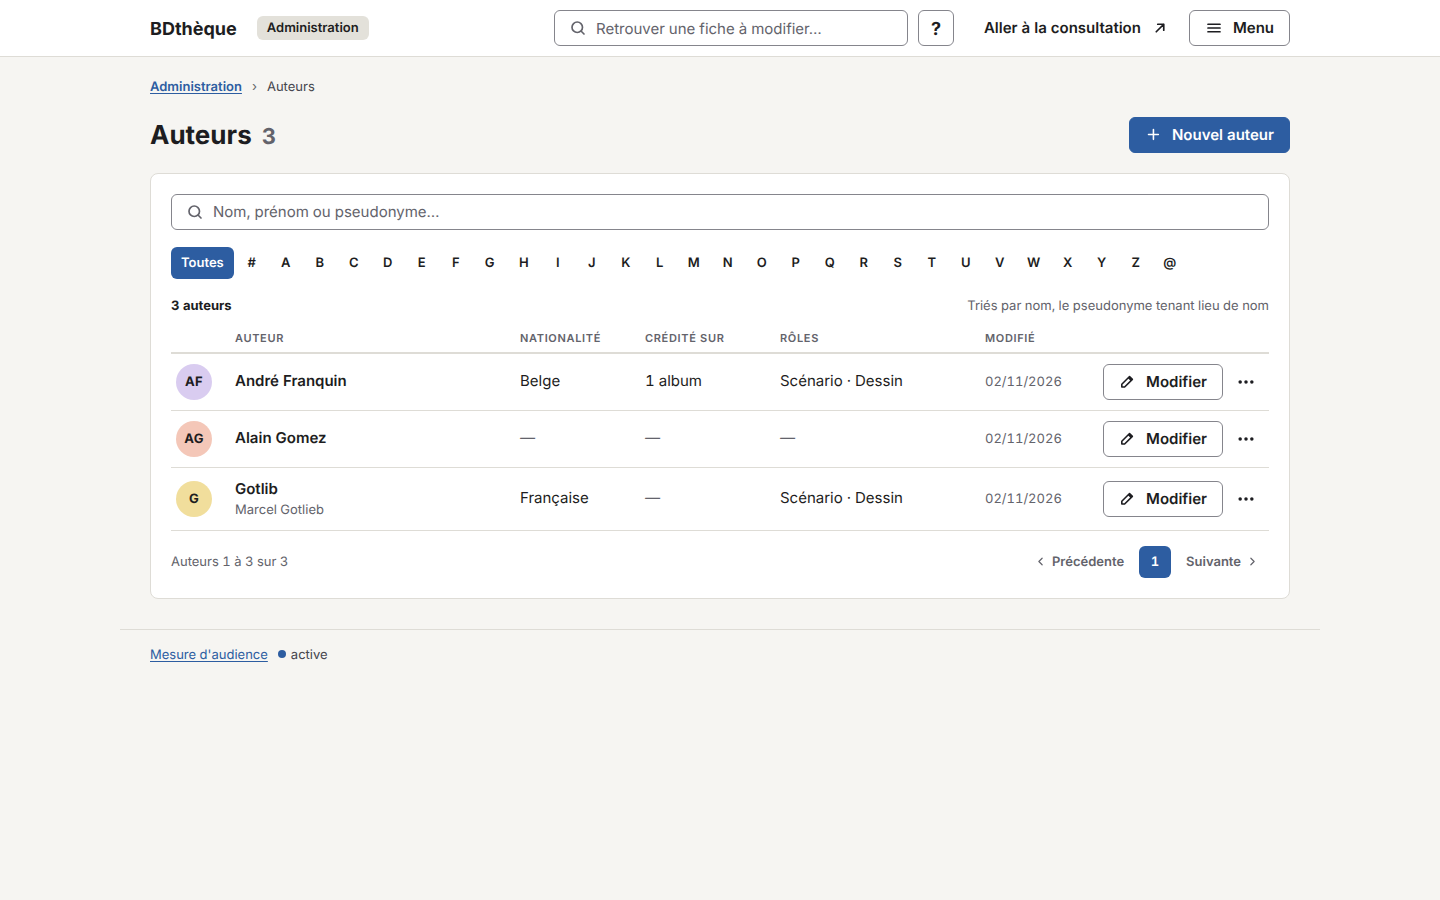 BDthèque Administration Retrouver une fiche à modifier... ? Aller à la consultation Menu
Administration › Auteurs
Auteurs 3 Nouvel auteur
Nom, prénom ou pseudonyme...
Toutes # A B C D E F G H I J K L M N O P Q R S T U V W X Y Z @
3 auteurs Triés par nom, le pseudonyme tenant lieu de nom
AUTEUR NATIONALITÉ CRÉDITÉ SUR RÔLES MODIFIÉ
AF André Franquin Belge 1 album Scénario · Dessin 02/11/2026 Modifier
AG Alain Gomez — — — 02/11/2026 Modifier
G Gotlib Française — Scénario · Dessin 02/11/2026 Modifier
Marcel Gotlieb
Auteurs 1 à 3 sur 3 Précédente 1 Suivante
Mesure d'audience active